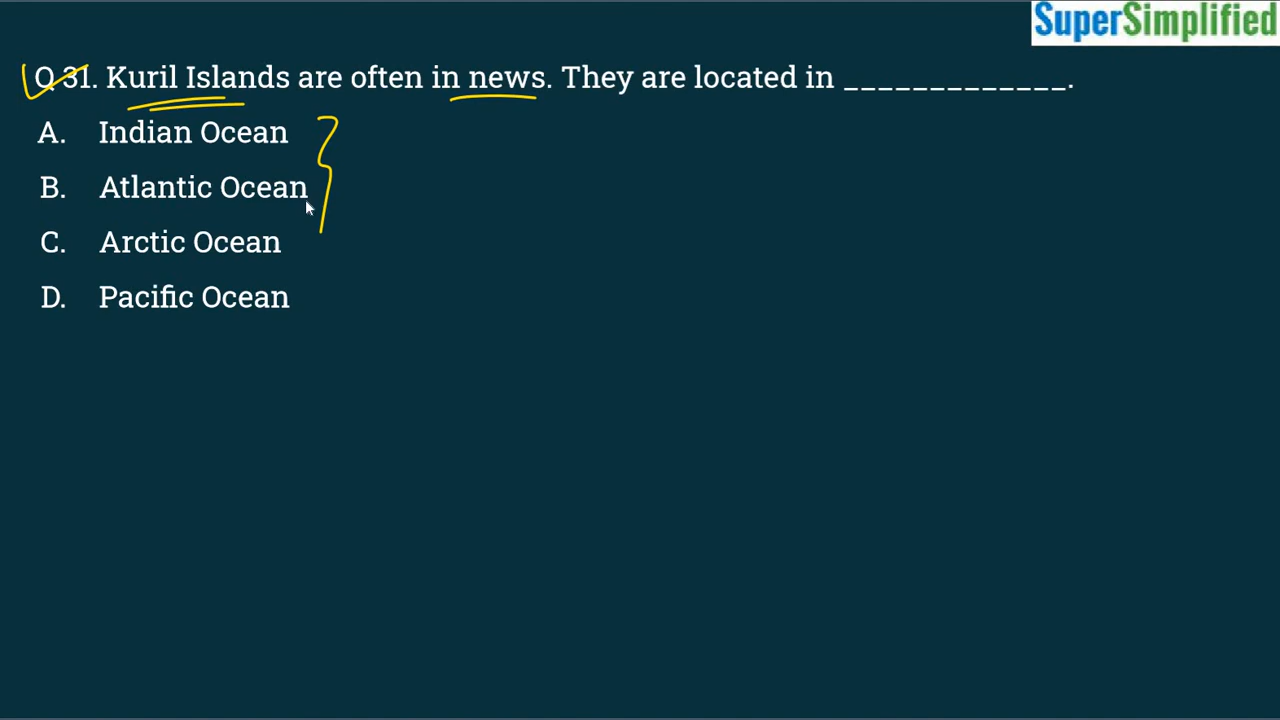 SuperSimplified
Q 31. Kuril Islands are often in news. They are located in _____________.
A. Indian Ocean
B. Atlantic Ocean
C. Arctic Ocean
D. Pacific Ocean